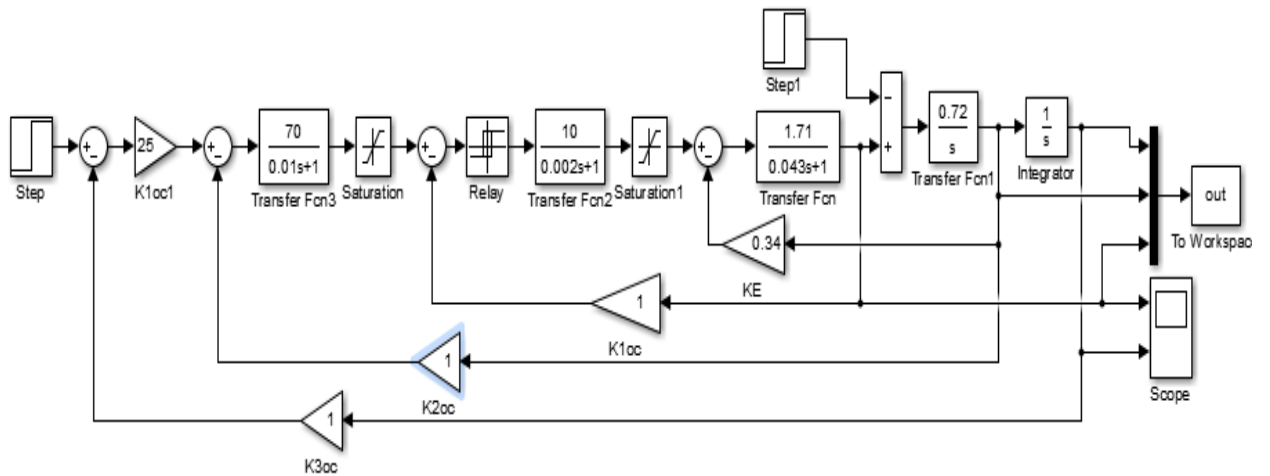 Step
+
-
25
K1oc1
+
-
70
0.01s+1
Transfer Fcn3
Saturation
+
-
Relay
10
0.002s+1
Transfer Fcn2
Saturation1
+
-
1.71
0.043s+1
Transfer Fcn
Step1
-
+
0.72
s
Transfer Fcn1
1
s
Integrator
out
To Workspac
0.34
KE
1
K1oc
1
K2oc
1
K3oc
Scope